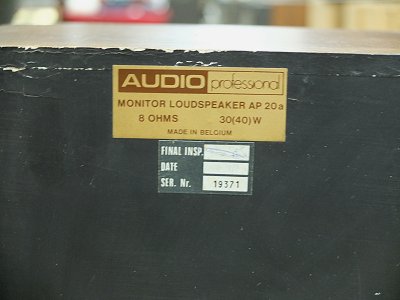 AUDIO professional
MONITOR LOUDSPEAKER AP 20a
8 OHMS 30(40) W
MADE IN BELGIUM
FINAL INSP.
DATE
SER. Nr. 19371